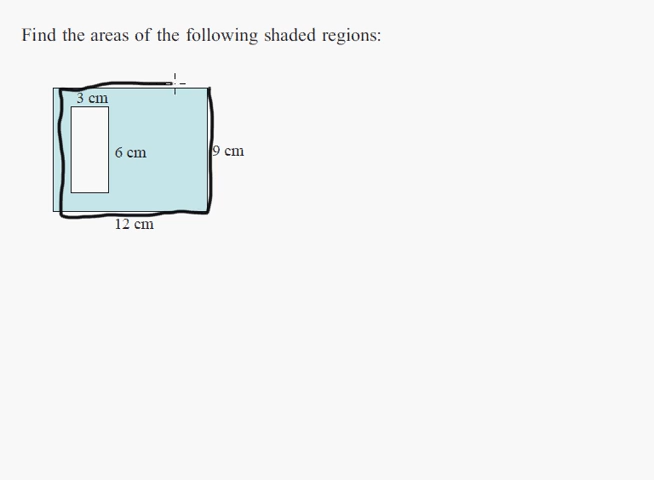 Find the areas of the following shaded regions:
3 cm
6 cm
9 cm
12 cm